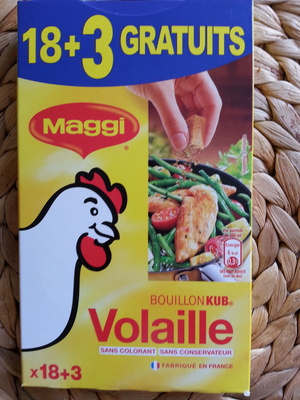 18+3 GRATUITS
Maggi
BOUILLON KUB®
Volaille
SANS COLORANT SANS CONSERVATEUR
FABRIQUÉ EN FRANCE
x18+3